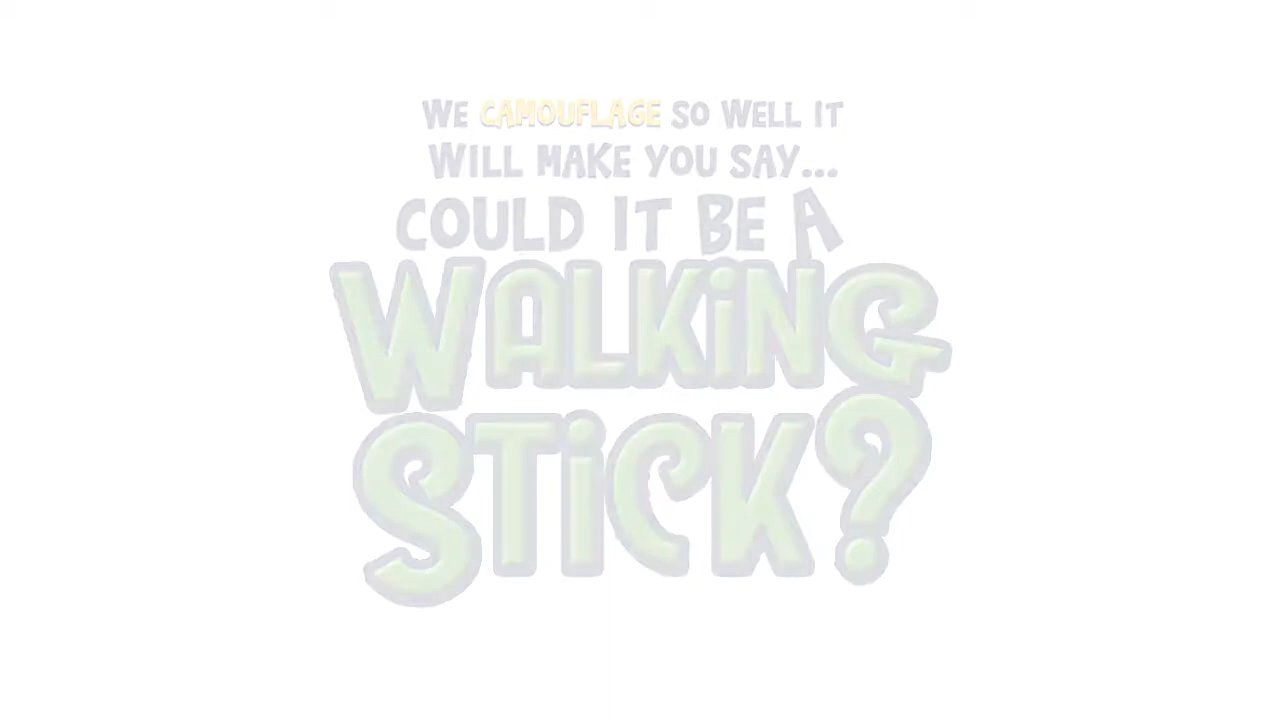 WE CAMOUFLAGE SO WELL IT
WILL MAKE YOU SAY...
COULD IT BE A
WALKiNG
STiCK?